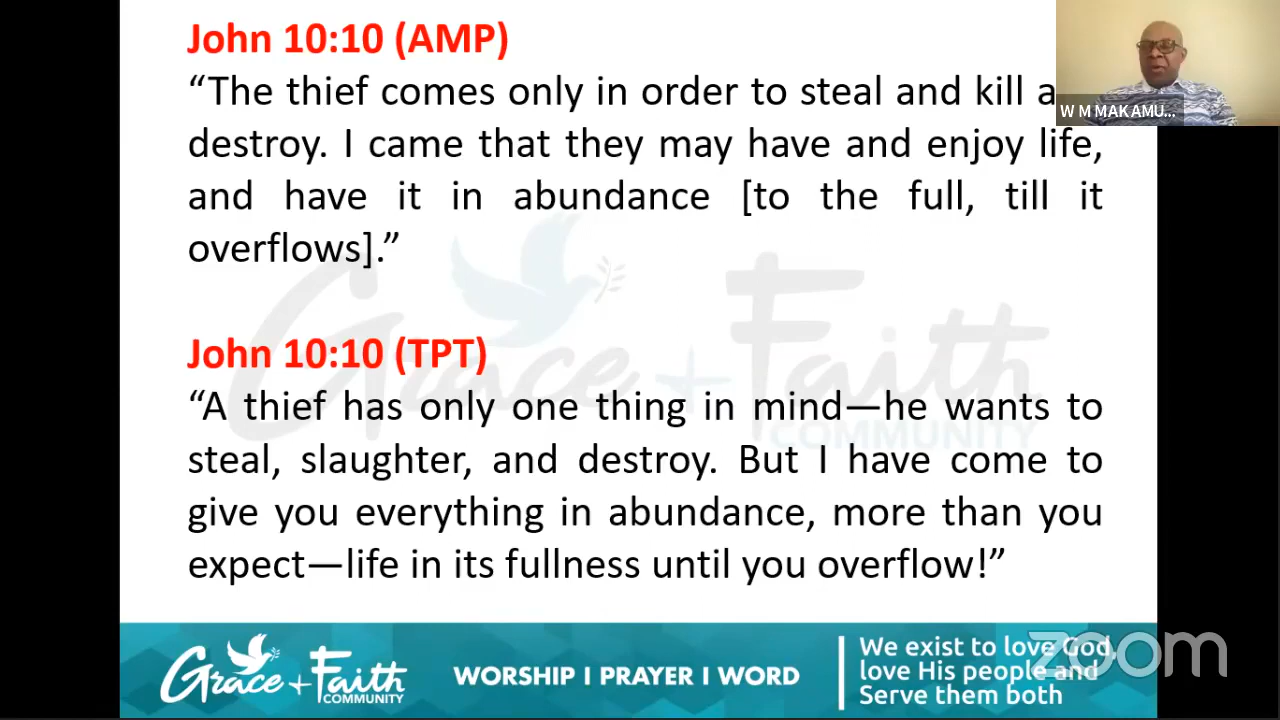 John 10:10 (AMP)
“The thief comes only in order to steal and kill a
destroy. I came that they may have and enjoy life,
and have it in abundance [to the full, till it
overflows].”
John 10:10 (TPT)
“A thief has only one thing in mind—he wants to
steal, slaughter, and destroy. But I have come to
give you everything in abundance, more than you
expect—life in its fullness until you overflow!”
W M MAKAMU...
Grace + Faith
COMMUNITY
Grace + Faith
COMMUNITY
WORSHIP I PRAYER I WORD
We exist to love God,
love His people and
Serve them both
zoom